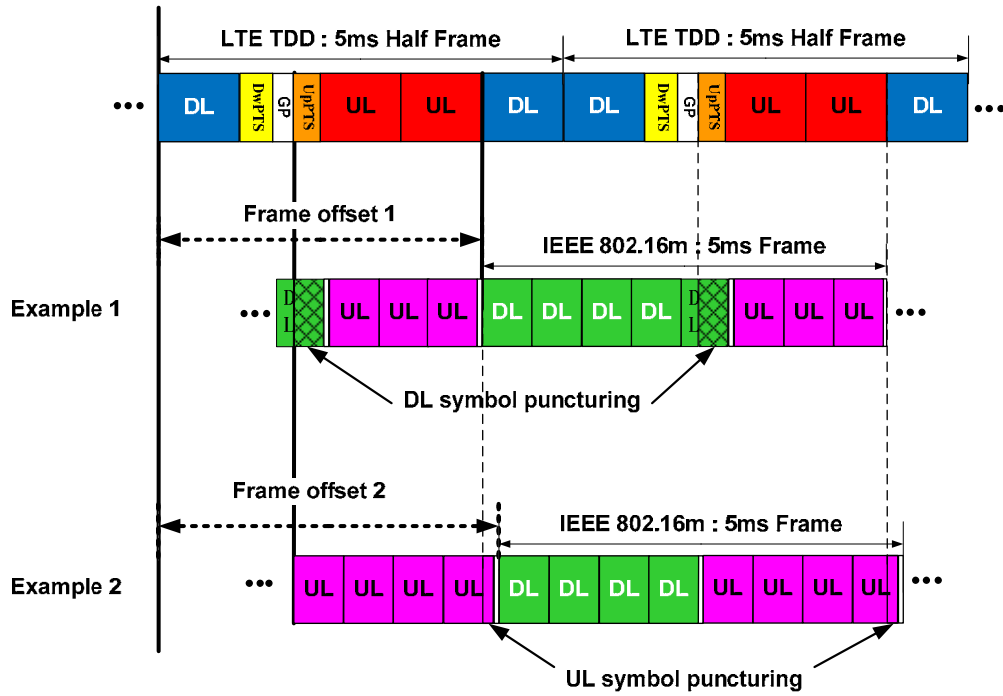 LTE TDD : 5ms Half Frame LTE TDD : 5ms Half Frame
••• DL DwPTS GP UpPTS UL UL DL DL DwPTS GP UpPTS UL UL DL •••
Frame offset 1
IEEE 802.16m : 5ms Frame
Example 1 ••• DL UL UL UL DL DL DL DL DL UL UL UL •••
DL symbol puncturing
Frame offset 2
IEEE 802.16m : 5ms Frame
Example 2 ••• UL UL UL UL DL DL DL DL UL UL UL UL •••
UL symbol puncturing